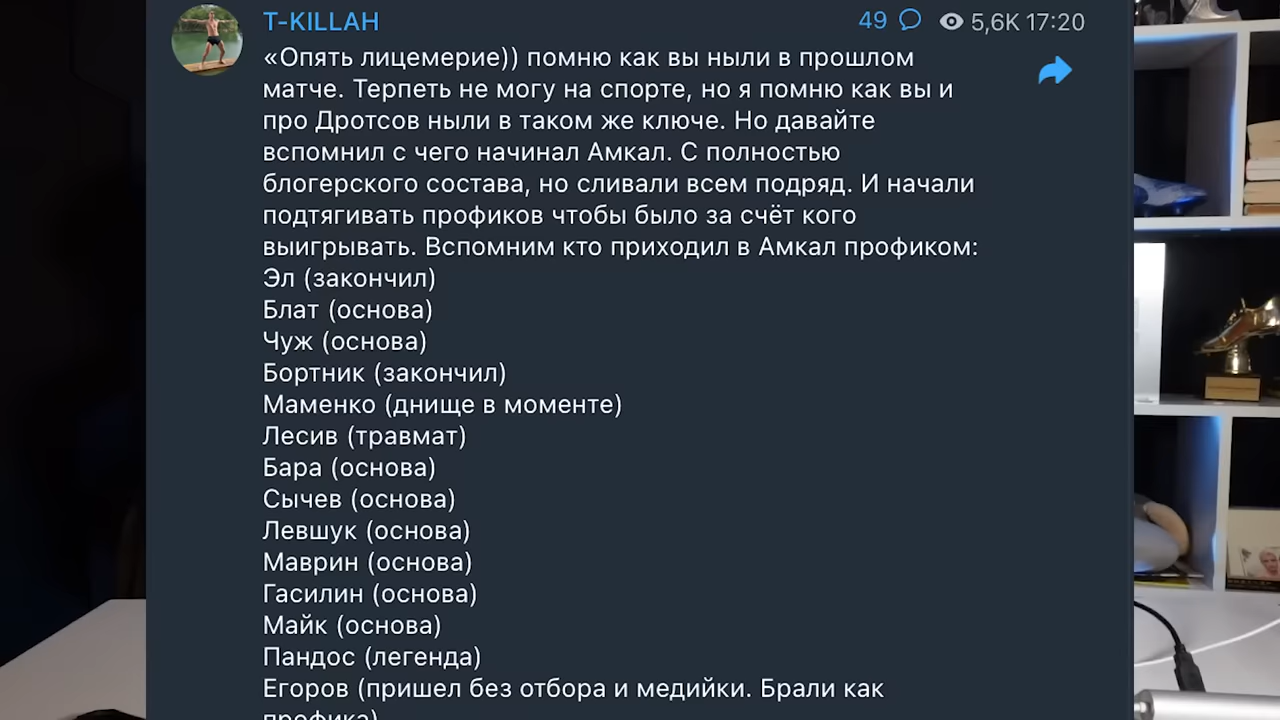 T-KILLAH 49 5,6K 17:20
«Опять лицемерие)) помню как вы ныли в прошлом
матче. Терпеть не могу на спорте, но я помню как вы и
про Дротсов ныли в таком же ключе. Но давайте
вспомнил с чего начинал Амкал. С полностью
блогерского состава, но сливали всем подряд. И начали
подтягивать профиков чтобы было за счёт кого
выигрывать. Вспомним кто приходил в Амкал профиком:
Эл (закончил)
Блат (основа)
Чуж (основа)
Бортник (закончил)
Маменко (днище в моменте)
Лесив (травмат)
Бара (основа)
Сычев (основа)
Левшук (основа)
Маврин (основа)
Гасилин (основа)
Майк (основа)
Пандос (легенда)
Егоров (пришел без отбора и медийки. Брали как
профика)